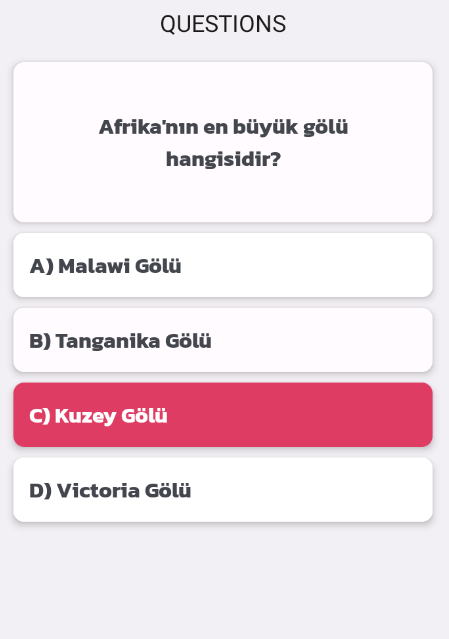 QUESTIONS
Afrika'nın en büyük gölü
hangisidir?
A) Malawi Gölü
B) Tanganika Gölü
C) Kuzey Gölü
D) Victoria Gölü